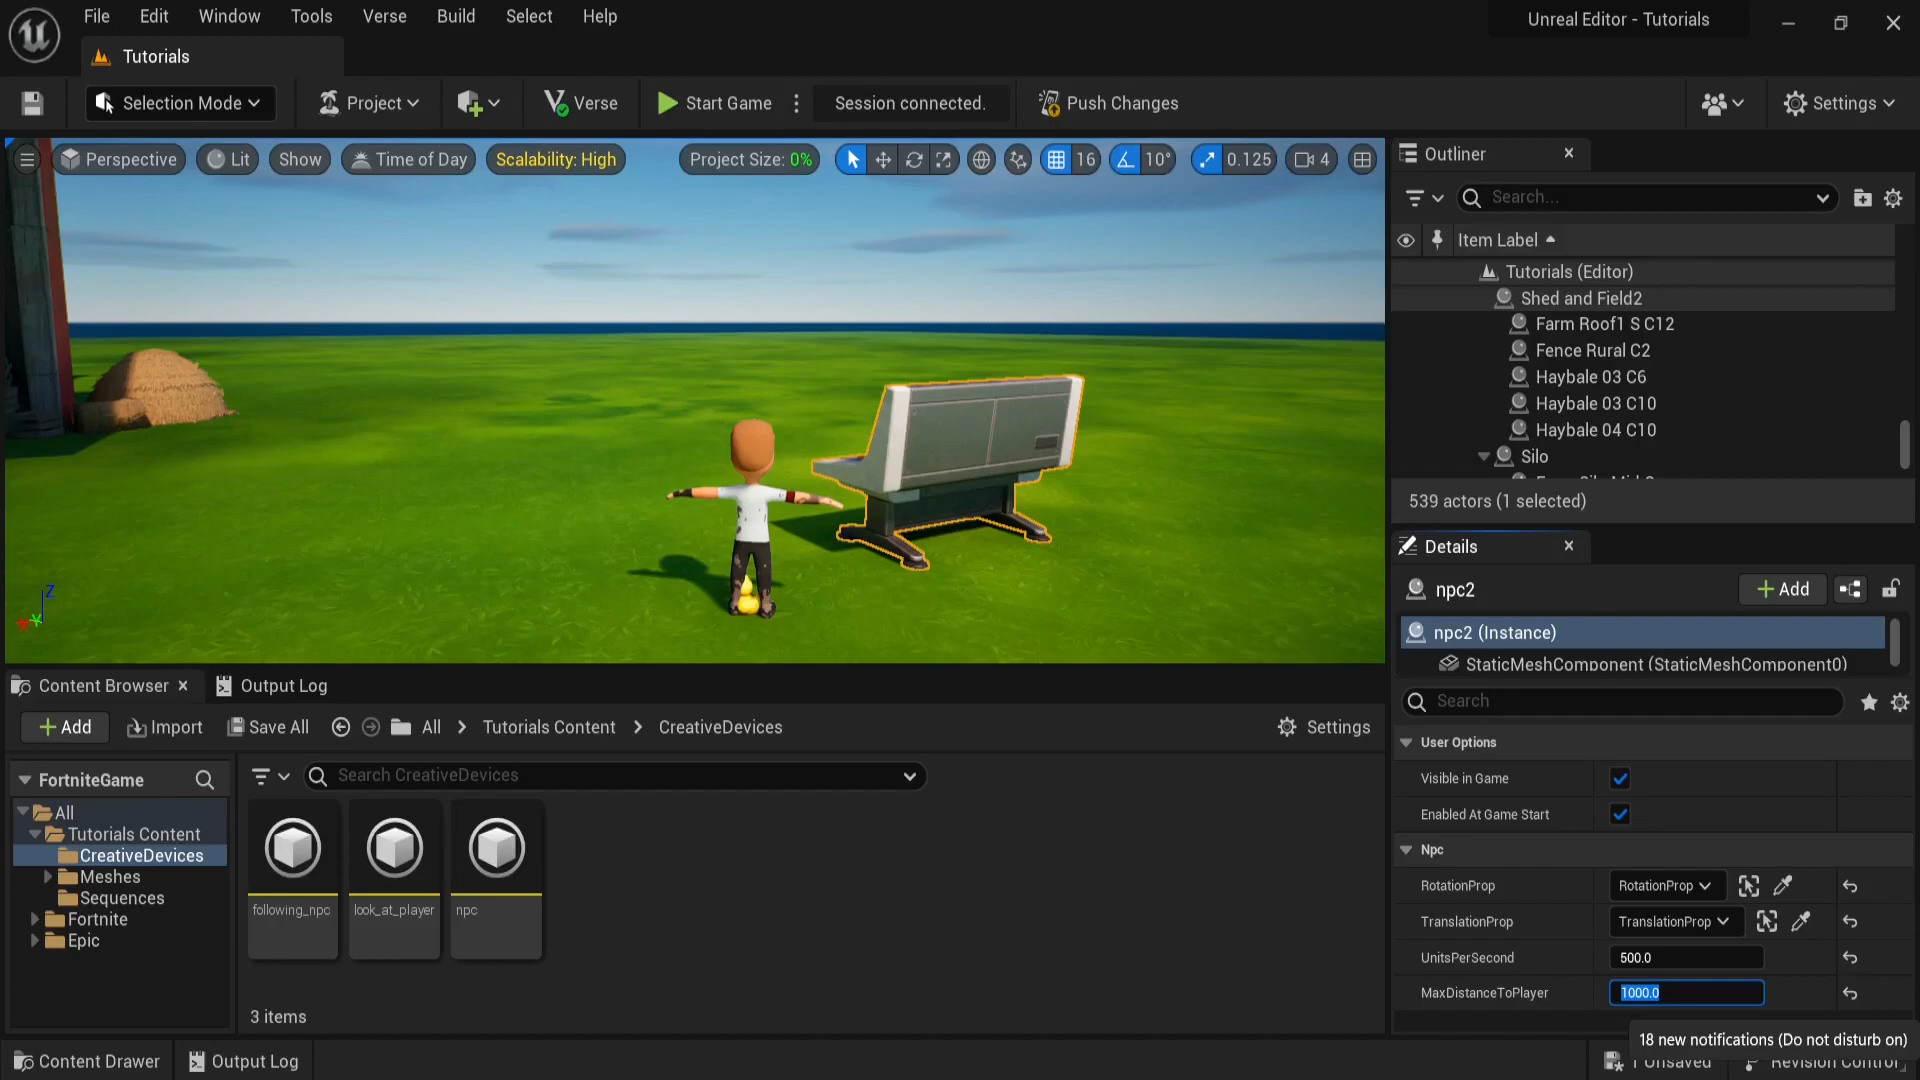 File Edit Window Tools Verse Build Select Help
Unreal Editor - Tutorials
Tutorials
Selection Mode
Project
Verse
Start Game
Session connected.
Push Changes
Settings
Perspective
Lit
Show
Time of Day
Scalability: High
Project Size: 0%
16
10°
0.125
4
Outliner
Search...
Item Label
Tutorials (Editor)
Shed and Field2
Farm Roof1 S C12
Fence Rural C2
Haybale 03 C6
Haybale 03 C10
Haybale 04 C10
Silo
539 actors (1 selected)
Z
Details
npc2
Add
npc2 (Instance)
StaticMeshComponent (StaticMeshComponent0)
Search
User Options
Visible in Game
Enabled At Game Start
Npc
RotationProp RotationProp
TranslationProp TranslationProp
UnitsPerSecond 500.0
MaxDistanceToPlayer 1000.0
Content Browser
Output Log
Add
Import
Save All
All
Tutorials Content
CreativeDevices
Settings
FortniteGame
Search CreativeDevices
All
Tutorials Content
CreativeDevices
Meshes
Sequences
Fortnite
Epic
following_npc
look_at_player
npc
3 items
18 new notifications (Do not disturb on)
Content Drawer
Output Log
1 Unsaved
Revision Control